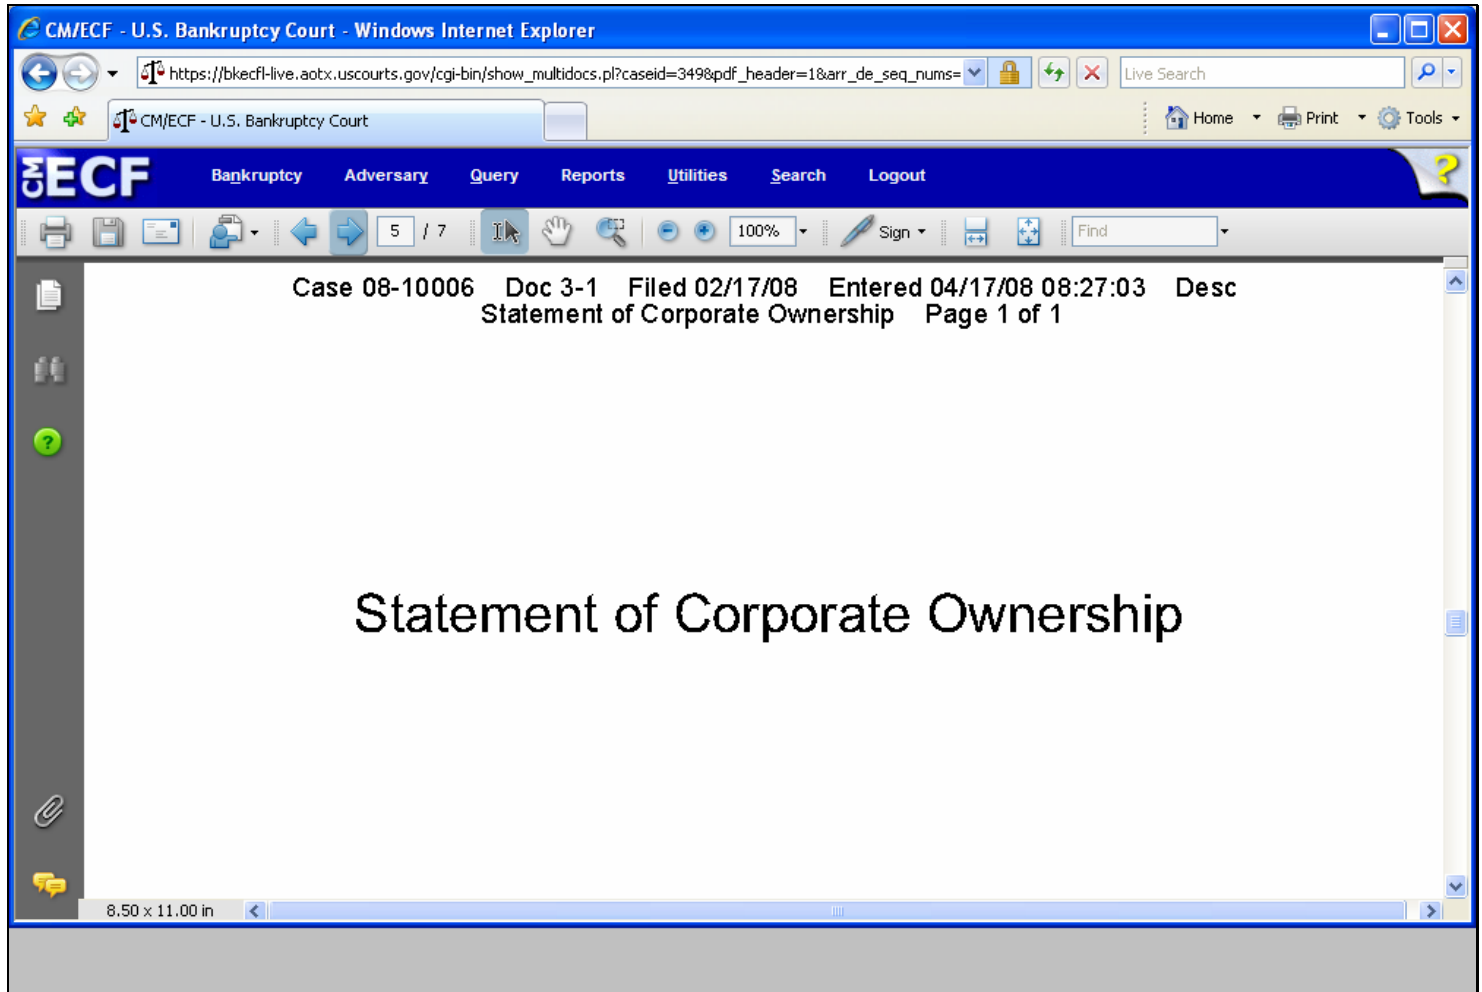 CM/ECF - U.S. Bankruptcy Court - Windows Internet Explorer
https://bkecfl-live.aotx.uscourts.gov/cgi-bin/show_multidocs.pl?caseid=349&pdf_header=1&arr_de_seq_nums= Live Search
CM/ECF - U.S. Bankruptcy Court Home Print Tools
CM ECF Bankruptcy Adversary Query Reports Utilities Search Logout ?
5 / 7 100% Sign Find
Case 08-10006 Doc 3-1 Filed 02/17/08 Entered 04/17/08 08:27:03 Desc
Statement of Corporate Ownership Page 1 of 1
?
Statement of Corporate Ownership
8.50 x 11.00 in